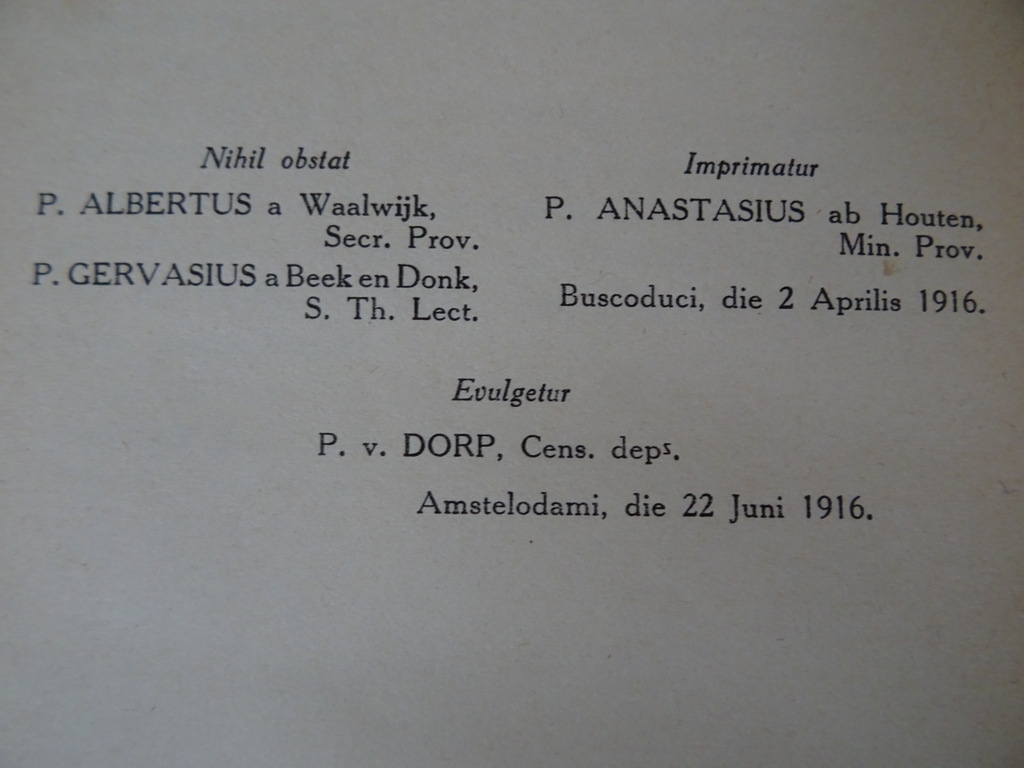 Nihil obstat
P. ALBERTUS a Waalwijk,
Secr. Prov.
P. GERVASIUS a Beek en Donk,
S. Th. Lect.
Imprimatur
P. ANASTASIUS ab Houten,
Min. Prov.
Buscoduci, die 2 Aprilis 1916.
Evulgetur
P. v. DORP, Cens. depˢ.
Amstelodami, die 22 Juni 1916.